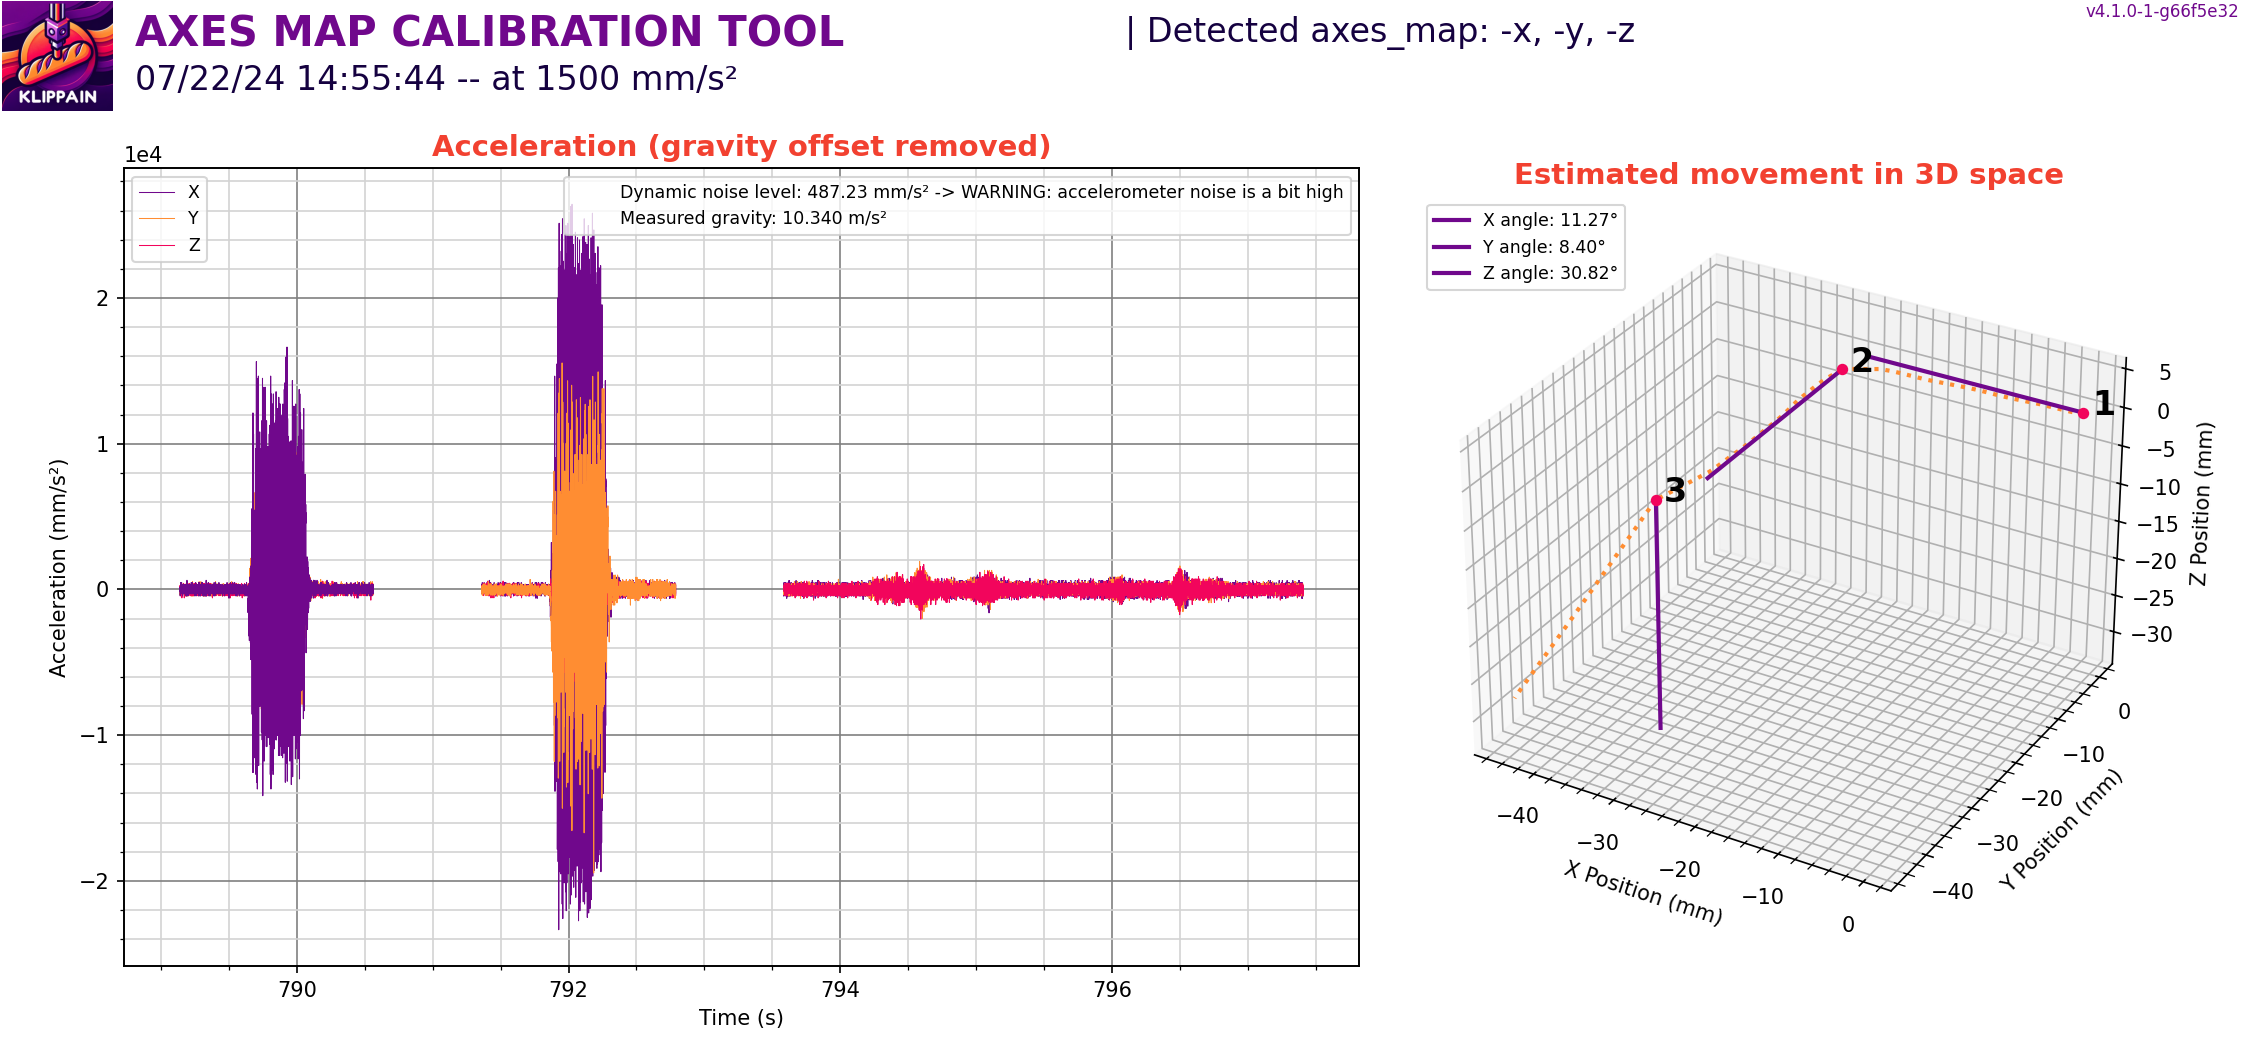 KLIPPAIN
AXES MAP CALIBRATION TOOL
| Detected axes_map: -x, -y, -z
v4.1.0-1-g66f5e32
07/22/24 14:55:44 -- at 1500 mm/s²
Acceleration (gravity offset removed)
1e4
X
Y
Z
Dynamic noise level: 487.23 mm/s² -> WARNING: accelerometer noise is a bit high
Measured gravity: 10.340 m/s²
2
1
0
−1
−2
Acceleration (mm/s²)
790
792
794
796
Time (s)
Estimated movement in 3D space
X angle: 11.27°
Y angle: 8.40°
Z angle: 30.82°
1
2
3
5
0
−5
−10
−15
−20
−25
−30
Z Position (mm)
0
−10
−20
−30
−40
Y Position (mm)
−40
−30
−20
−10
0
X Position (mm)